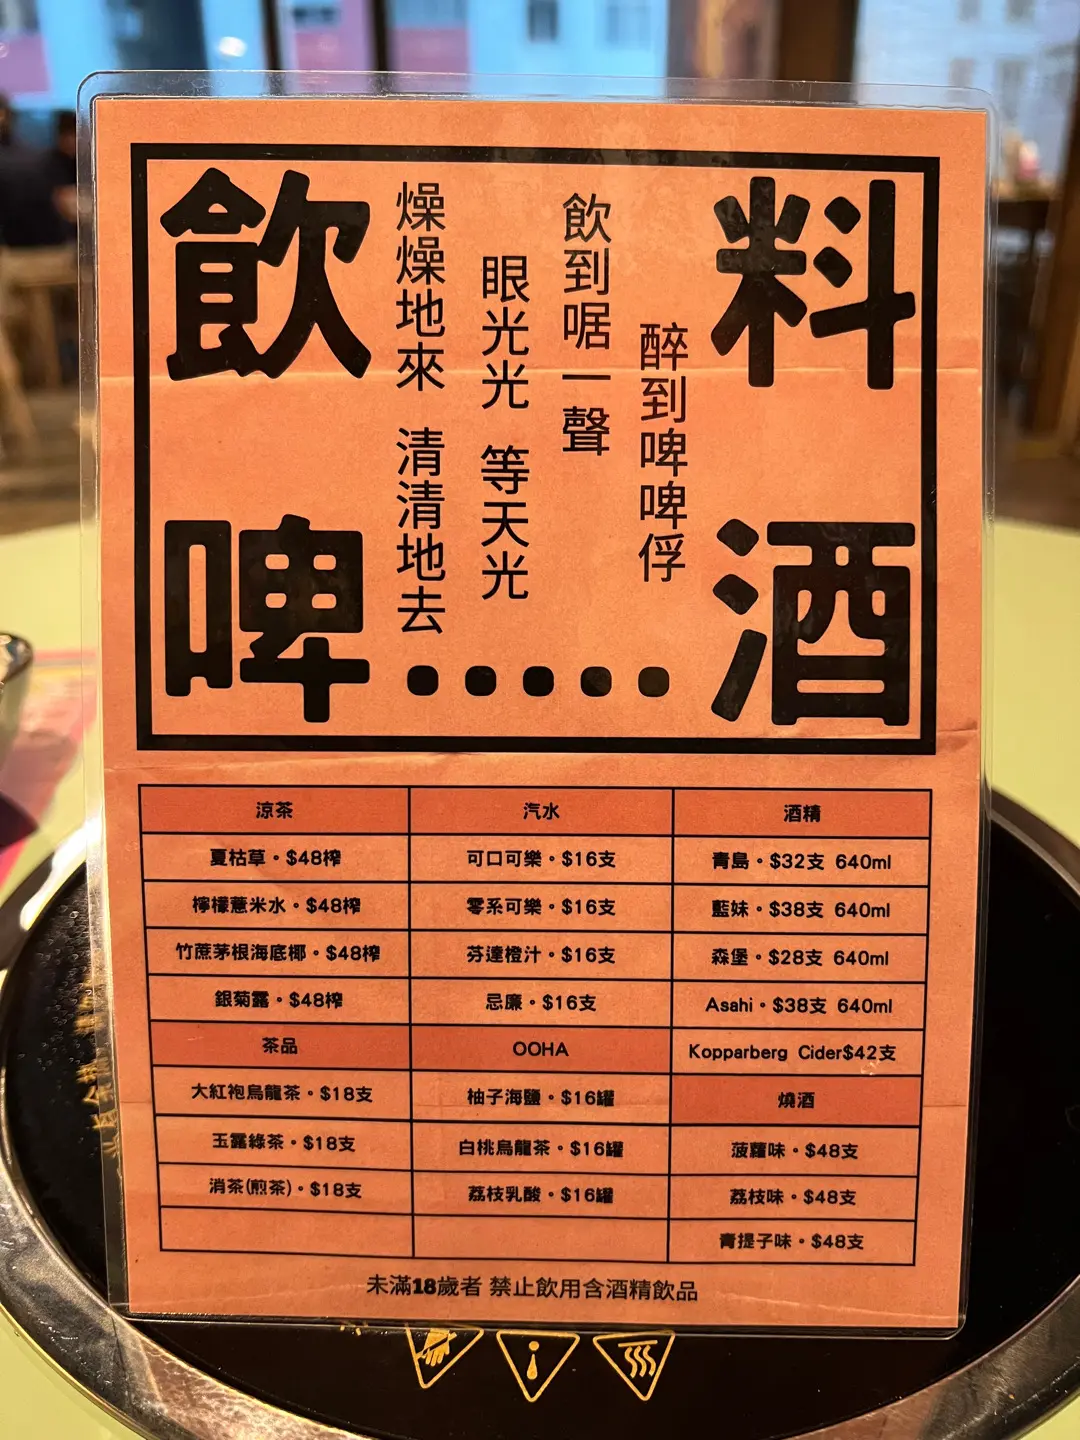 飲料
啤酒
燥燥地來 清清地去
眼光光 等天光
飲到啹一聲
醉到啤啤俘
.....
涼茶
夏枯草・$48榨
檸檬薏米水・$48榨
竹蔗茅根海底椰・$48榨
銀菊露・$48榨
茶品
大紅袍烏龍茶・$18支
玉露綠茶・$18支
消茶(煎茶)・$18支
汽水
可口可樂・$16支
零系可樂・$16支
芬達橙汁・$16支
忌廉・$16支
OOHA
柚子海鹽・$16罐
白桃烏龍茶・$16罐
荔枝乳酸・$16罐
酒精
青島・$32支 640ml
藍妹・$38支 640ml
森堡・$28支 640ml
Asahi・$38支 640ml
Kopparberg Cider$42支
燒酒
菠蘿味・$48支
荔枝味・$48支
青提子味・$48支
未滿18歲者 禁止飲用含酒精飲品